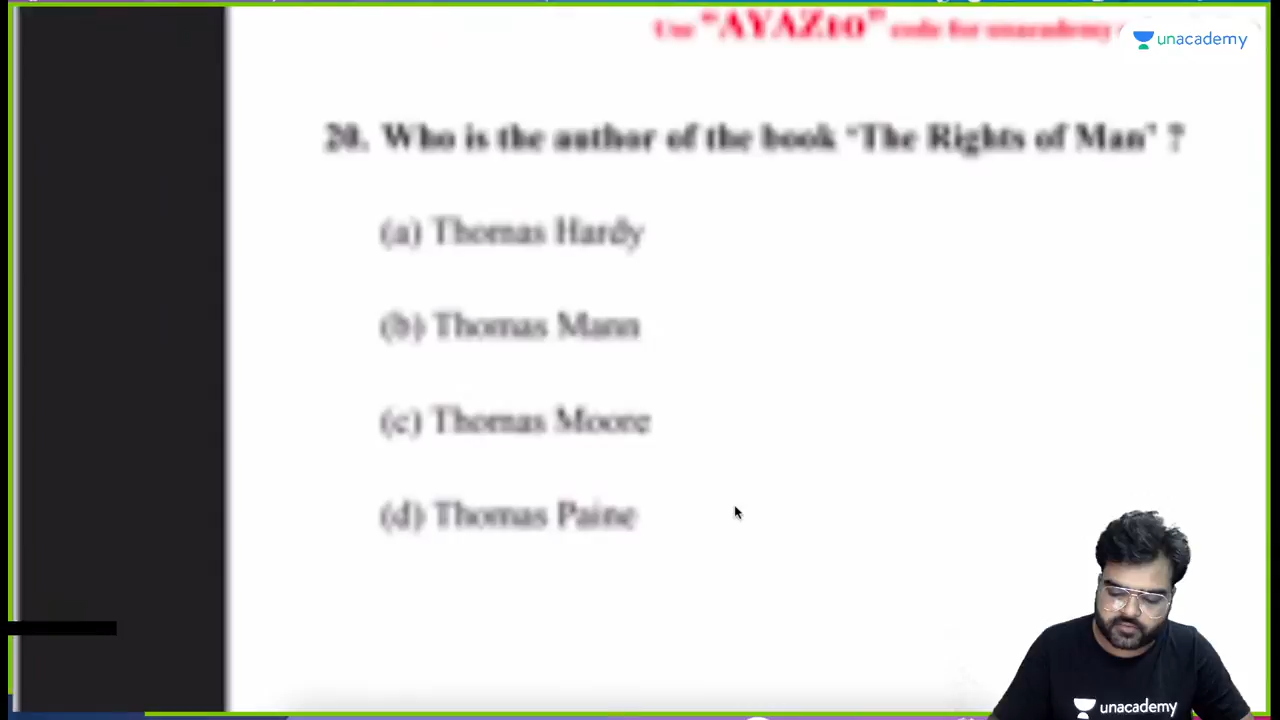 Use “AYAZ10” code for unacademy
unacademy
20. Who is the author of the book ‘The Rights of Man’ ?
(a) Thomas Hardy
(b) Thomas Mann
(c) Thomas Moore
(d) Thomas Paine
unacademy